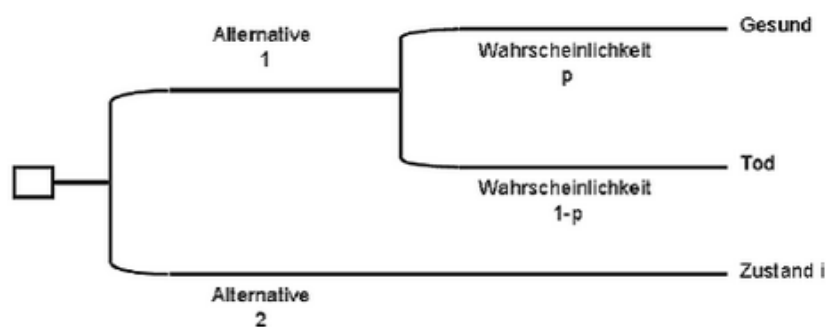 Alternative
1
Gesund
Wahrscheinlichkeit
p
Tod
Wahrscheinlichkeit
1-p
Zustand i
Alternative
2